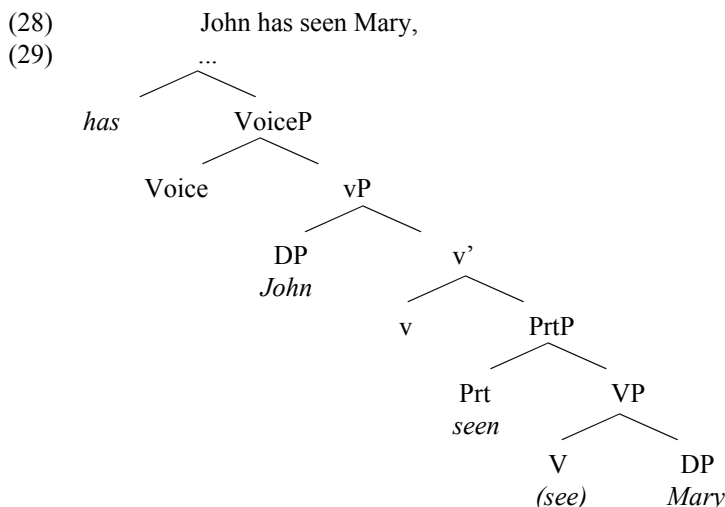 (28) John has seen Mary,
(29) ...
has VoiceP
Voice vP
DP v’
John
v PrtP
Prt VP
seen
V DP
(see) Mary